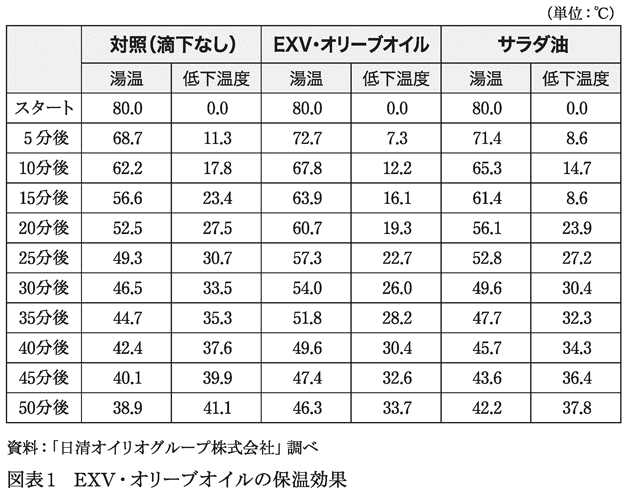 （単位：℃）
対照（滴下なし） EXV・オリーブオイル サラダ油
湯温 低下温度 湯温 低下温度 湯温 低下温度
スタート 80.0 0.0 80.0 0.0 80.0 0.0
5分後 68.7 11.3 72.7 7.3 71.4 8.6
10分後 62.2 17.8 67.8 12.2 65.3 14.7
15分後 56.6 23.4 63.9 16.1 61.4 8.6
20分後 52.5 27.5 60.7 19.3 56.1 23.9
25分後 49.3 30.7 57.3 22.7 52.8 27.2
30分後 46.5 33.5 54.0 26.0 49.6 30.4
35分後 44.7 35.3 51.8 28.2 47.7 32.3
40分後 42.4 37.6 49.6 30.4 45.7 34.3
45分後 40.1 39.9 47.4 32.6 43.6 36.4
50分後 38.9 41.1 46.3 33.7 42.2 37.8
資料：「日清オイリオグループ株式会社」調べ
図表1 EXV・オリーブオイルの保温効果